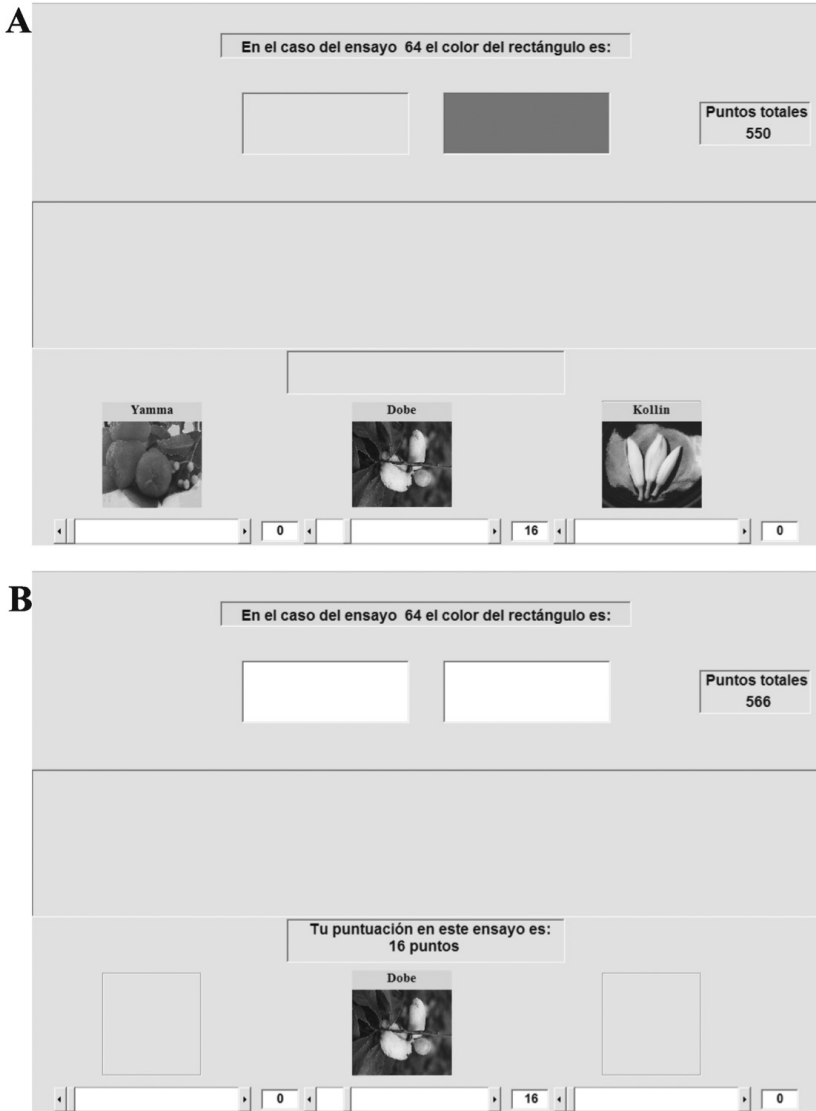 A
En el caso del ensayo 64 el color del rectángulo es:
Puntos totales
550
Yamma Dobe Kollin
0 16 0
B
En el caso del ensayo 64 el color del rectángulo es:
Puntos totales
566
Tu puntuación en este ensayo es:
16 puntos
Dobe
0 16 0